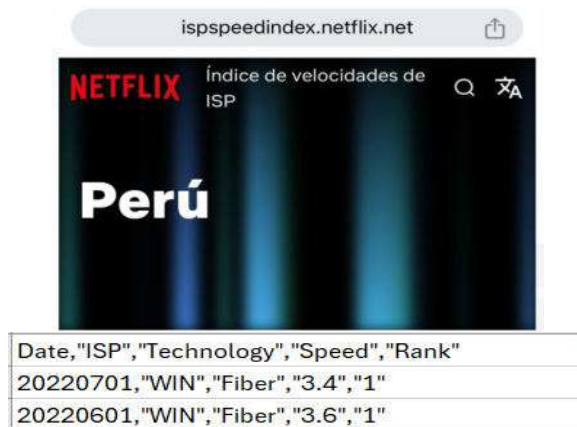 ispspeedindex.netflix.net
NETFLIX
Índice de velocidades de
ISP
Perú
Date,"ISP","Technology","Speed","Rank"
20220701,"WIN","Fiber","3.4","1"
20220601,"WIN","Fiber","3.6","1"